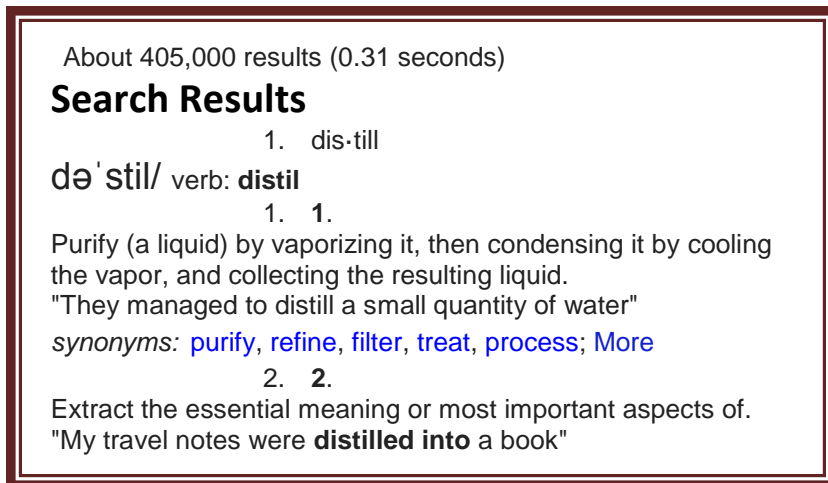 About 405,000 results (0.31 seconds)
Search Results
1. dis·till
dəˈstil/ verb: distil
1. 1.
Purify (a liquid) by vaporizing it, then condensing it by cooling
the vapor, and collecting the resulting liquid.
"They managed to distill a small quantity of water"
synonyms: purify, refine, filter, treat, process; More
2. 2.
Extract the essential meaning or most important aspects of.
"My travel notes were distilled into a book"